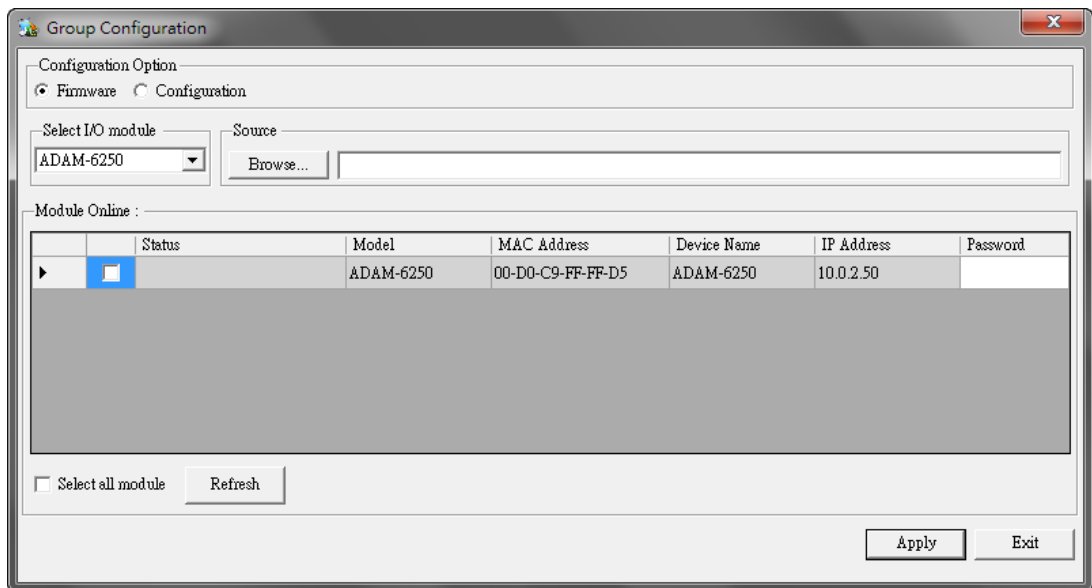 Group Configuration
Configuration Option
Firmware Configuration
Select I/O module Source
ADAM-6250 Browse...
Module Online :
Status Model MAC Address Device Name IP Address Password
ADAM-6250 00-D0-C9-FF-FF-D5 ADAM-6250 10.0.2.50
Select all module Refresh
Apply Exit